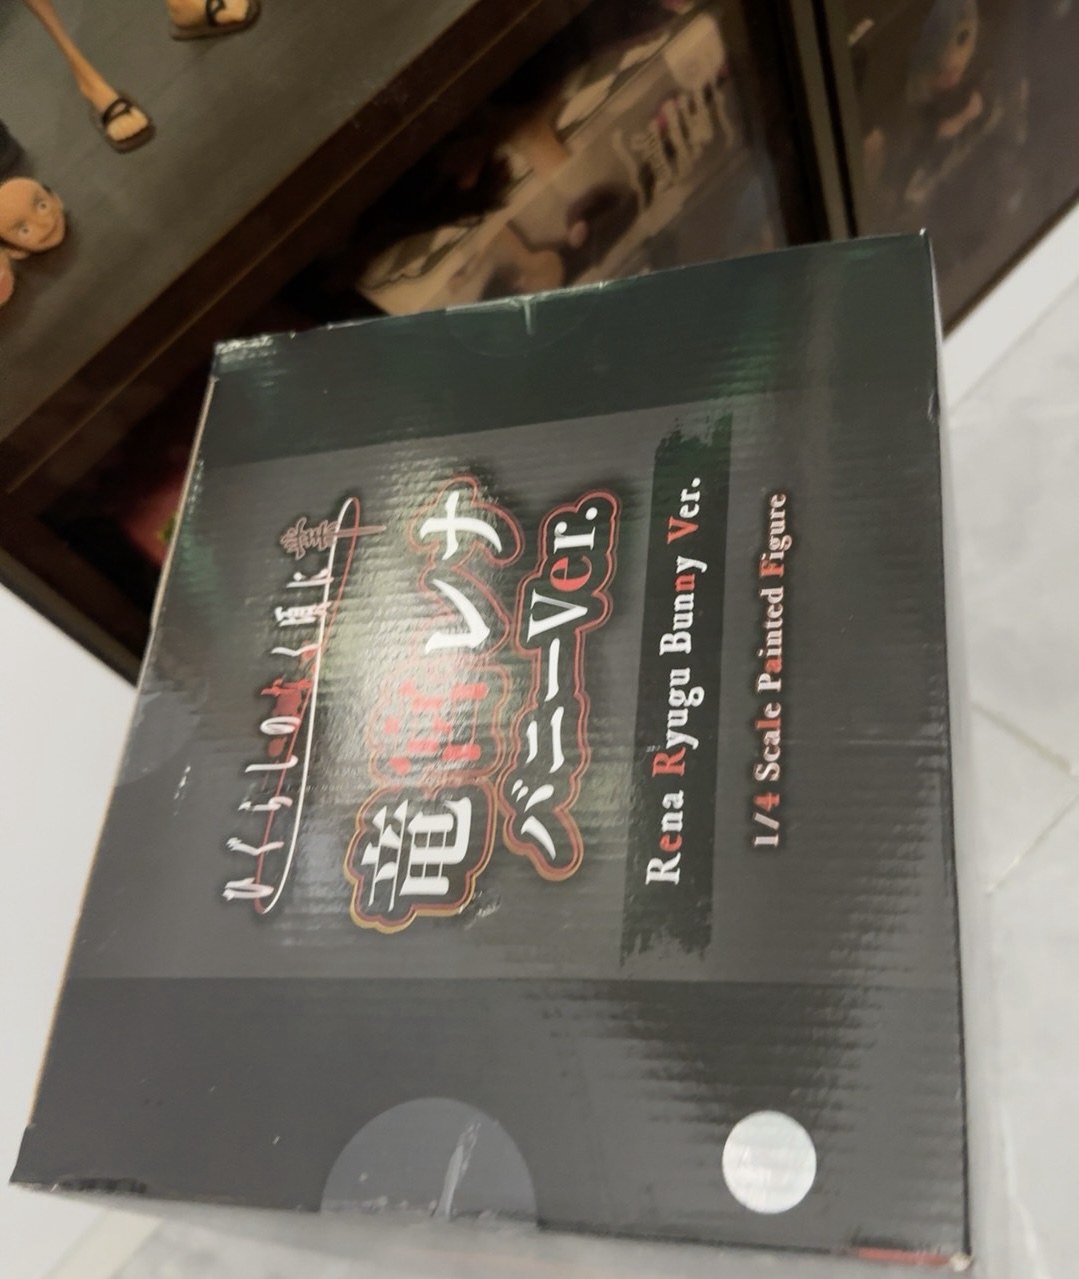 ひぐらしのなく頃に業
竜宮レナ
バニーVer.
Rena Ryugu Bunny Ver.
1/4 Scale Painted Figure